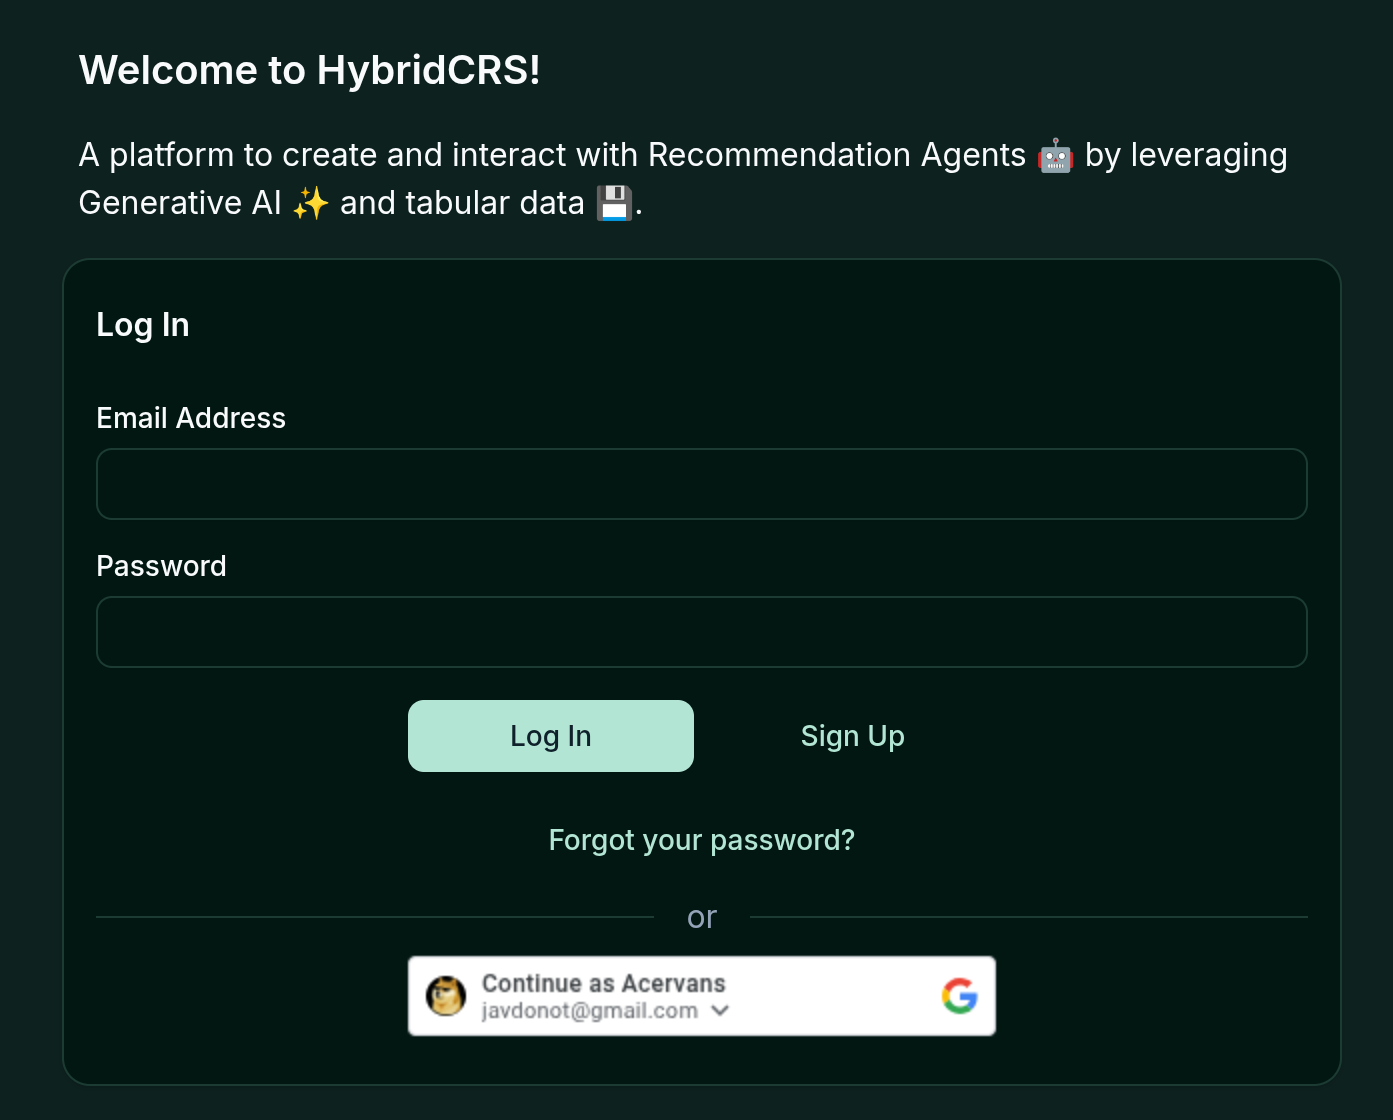 Welcome to HybridCRS!
A platform to create and interact with Recommendation Agents 🤖 by leveraging
Generative AI ✨ and tabular data 💾.
Log In
Email Address
Password
Log In
Sign Up
Forgot your password?
or
Continue as Acervans
javdonot@gmail.com